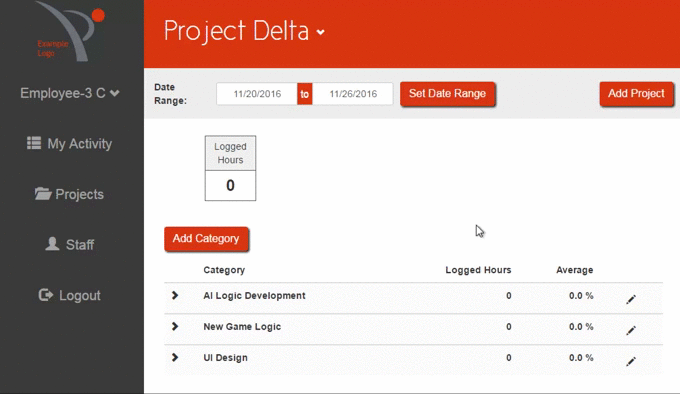 Example
Logo
Project Delta
Employee-3 C
My Activity
Projects
Staff
Logout
Date
Range:
11/20/2016 to 11/26/2016 Set Date Range Add Project
Logged
Hours
0
Add Category
Category Logged Hours Average
AI Logic Development 0 0.0 %
New Game Logic 0 0.0 %
UI Design 0 0.0 %